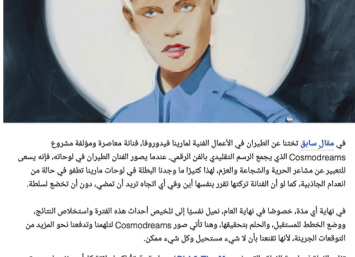 في مقال سابق تحثنا عن الطيران في الأعمال الفنية لمارينا فيدوروفا، فنانة معاصرة ومؤلفة مشروع
Cosmodreams الذي يجمع الرسم التقليدي بالفن الرقمي. عندما يصور الفنان الطيران في لوحاته، فإنه يسعى
للتعبير عن مشاعر الحرية والشجاعة والعزم، لهذا كثيرًا ما وجدنا البطلة في لوحات مارينا تطفو في حالة من
انعدام الجاذبية، كما لو أن الفنانة تركتها تقرر بنفسها أين وفي أي اتجاه تريد أن تمضي، دون أن تخضع لسلطة.
في نهاية أي مدة، خصوصًا في نهاية العام، نميل نفسيًا إلى تلخيص أحداث هذه الفترة واستخلاص النتائج،
ووضع الخطط للمستقبل، والحلم بتحقيقها، وهنا تأتي صور Cosmodreams لتلهمنا وتدفعنا نحو المزيد من
التوقعات الجريئة، لأنها تقنعنا بأن لا شيء مستحيل وكل شيء ممكن.